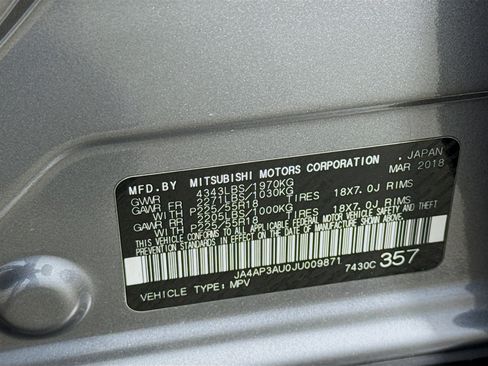 MFD.BY MITSUBISHI MOTORS CORPORATION, JAPAN
GVWR 4343LBS/1970KG MAR 2018
GAWR FR 2271LBS/1030KG
WITH P225/55R18 18X7.0J RIMS
GAWR RR 2205LBS/1000KG
WITH P225/55R18 18X7.0J RIMS
THIS VEHICLE CONFORMS TO ALL APPLICABLE FEDERAL MOTOR VEHICLE SAFETY AND THEFT
PREVENTION STANDARDS IN EFFECT ON THE DATE OF MANUFACTURE SHOWN ABOVE.
JA4AP3AU0JU009871 7430C 357
VEHICLE TYPE: MPV